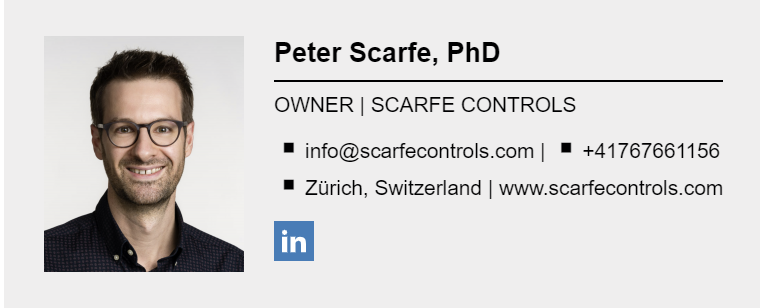 Peter Scarfe, PhD
OWNER | SCARFE CONTROLS
info@scarfecontrols.com | +41767661156
Zürich, Switzerland | www.scarfecontrols.com
in